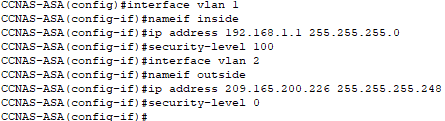 CCNAS-ASA(config)#interface vlan 1
CCNAS-ASA(config-if)#nameif inside
CCNAS-ASA(config-if)#ip address 192.168.1.1 255.255.255.0
CCNAS-ASA(config-if)#security-level 100
CCNAS-ASA(config-if)#interface vlan 2
CCNAS-ASA(config-if)#nameif outside
CCNAS-ASA(config-if)#ip address 209.165.200.226 255.255.255.248
CCNAS-ASA(config-if)#security-level 0
CCNAS-ASA(config-if)#